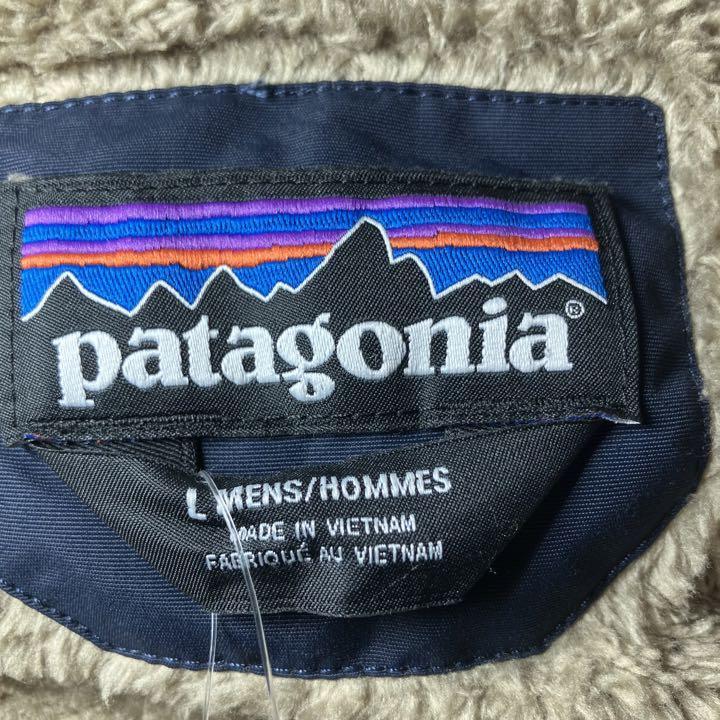 patagonia®
L MENS/HOMMES
MADE IN VIETNAM
FABRIQUÉ AU VIETNAM